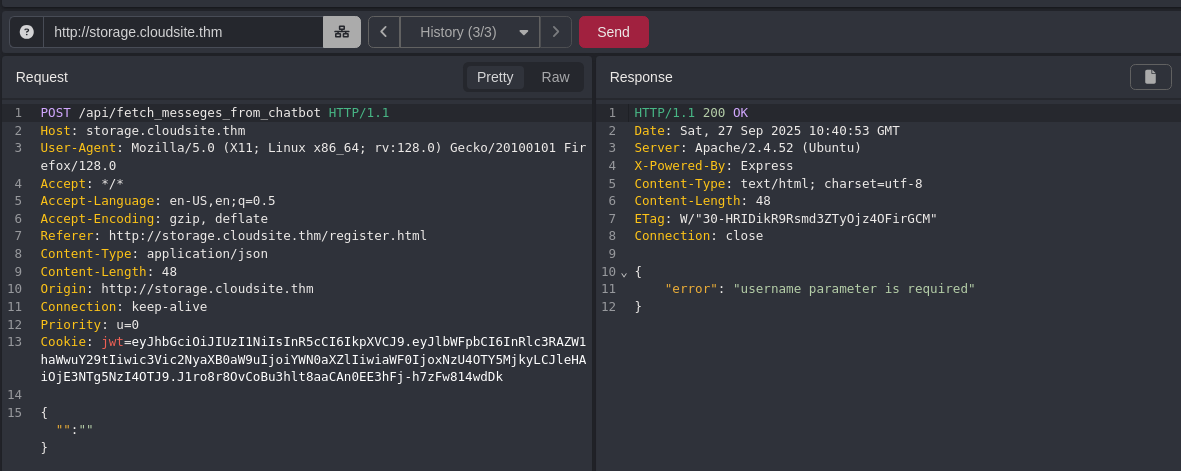 http://storage.cloudsite.thm
History (3/3)
Send
Request
Pretty
Raw
1 POST /api/fetch_messeges_from_chatbot HTTP/1.1
2 Host: storage.cloudsite.thm
3 User-Agent: Mozilla/5.0 (X11; Linux x86_64; rv:128.0) Gecko/20100101 Fir
efox/128.0
4 Accept: */*
5 Accept-Language: en-US,en;q=0.5
6 Accept-Encoding: gzip, deflate
7 Referer: http://storage.cloudsite.thm/register.html
8 Content-Type: application/json
9 Content-Length: 48
10 Origin: http://storage.cloudsite.thm
11 Connection: keep-alive
12 Priority: u=0
13 Cookie: jwt=eyJhbGciOiJIUzI1NiIsInR5cCI6IkpXVCJ9.eyJlbWFpbCI6InRlc3RAZW1
haWwuY29tIiwic3Vic2NyaXB0aW9uIjoiYWN0aXZlIiwiaWF0IjoxNzU4OTY5MjkyLCJleHA
iOjE3NTg5NzI4OTJ9.J1ro8r8OvCoBu3hlt8aaCAn0EE3hFj-h7zFw814wdDk
14
15 {
"":""
}
Response
1 HTTP/1.1 200 OK
2 Date: Sat, 27 Sep 2025 10:40:53 GMT
3 Server: Apache/2.4.52 (Ubuntu)
4 X-Powered-By: Express
5 Content-Type: text/html; charset=utf-8
6 Content-Length: 48
7 ETag: W/"30-HRIDikR9Rsmd3ZTyOjz4OFirGCM"
8 Connection: close
9
10 {
11 "error": "username parameter is required"
12 }